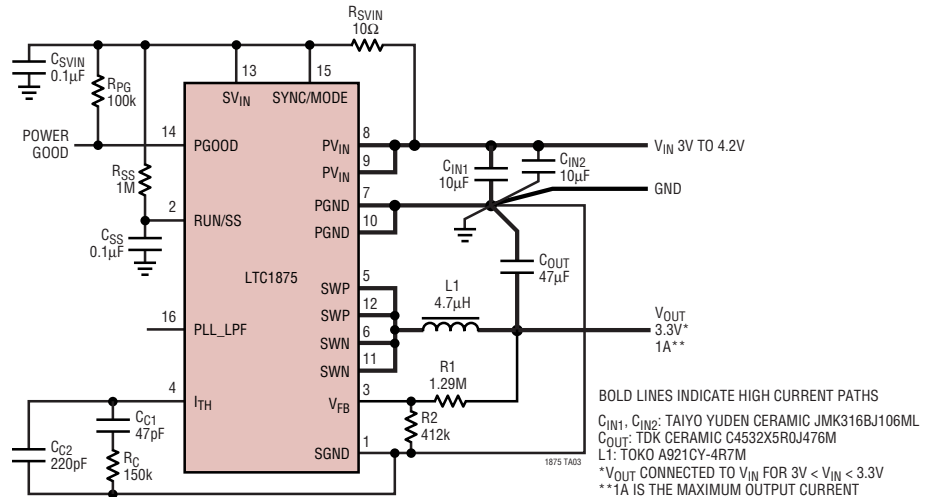 RSVIN
10Ω
CSVIN
0.1µF
RPG
100k
13
15
SVIN
SYNC/MODE
POWER
GOOD
14
PGOOD
8
PVIN
VIN 3V TO 4.2V
9
PVIN
CIN1
10µF
CIN2
10µF
RSS
1M
7
PGND
GND
2
RUN/SS
10
PGND
CSS
0.1µF
COUT
47µF
LTC1875
5
SWP
L1
4.7µH
12
SWP
VOUT
3.3V*
1A**
16
PLL_LPF
6
SWN
11
SWN
R1
1.29M
4
ITH
3
VFB
R2
412k
CC1
47pF
CC2
220pF
RC
150k
1
SGND
1875 TA03
BOLD LINES INDICATE HIGH CURRENT PATHS
CIN1, CIN2: TAIYO YUDEN CERAMIC JMK316BJ106ML
COUT: TDK CERAMIC C4532X5R0J476M
L1: TOKO A921CY-4R7M
*VOUT CONNECTED TO VIN FOR 3V < VIN < 3.3V
**1A IS THE MAXIMUM OUTPUT CURRENT